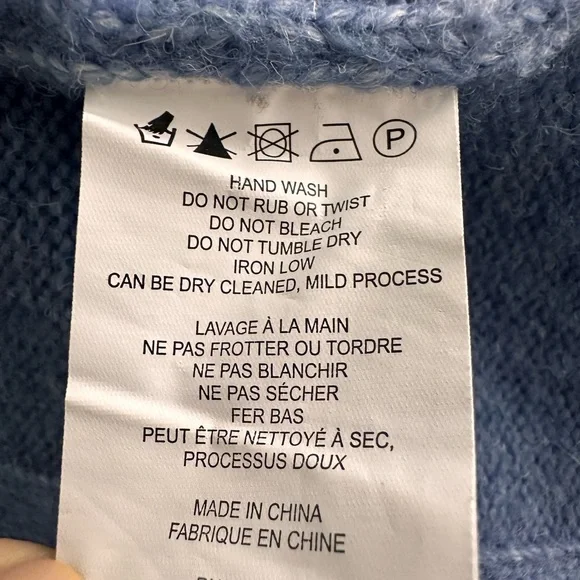 P
HAND WASH
DO NOT RUB OR TWIST
DO NOT BLEACH
DO NOT TUMBLE DRY
IRON LOW
CAN BE DRY CLEANED, MILD PROCESS
LAVAGE À LA MAIN
NE PAS FROTTER OU TORDRE
NE PAS BLANCHIR
NE PAS SÉCHER
FER BAS
PEUT ÊTRE NETTOYÉ À SEC,
PROCESSUS DOUX
MADE IN CHINA
FABRIQUE EN CHINE